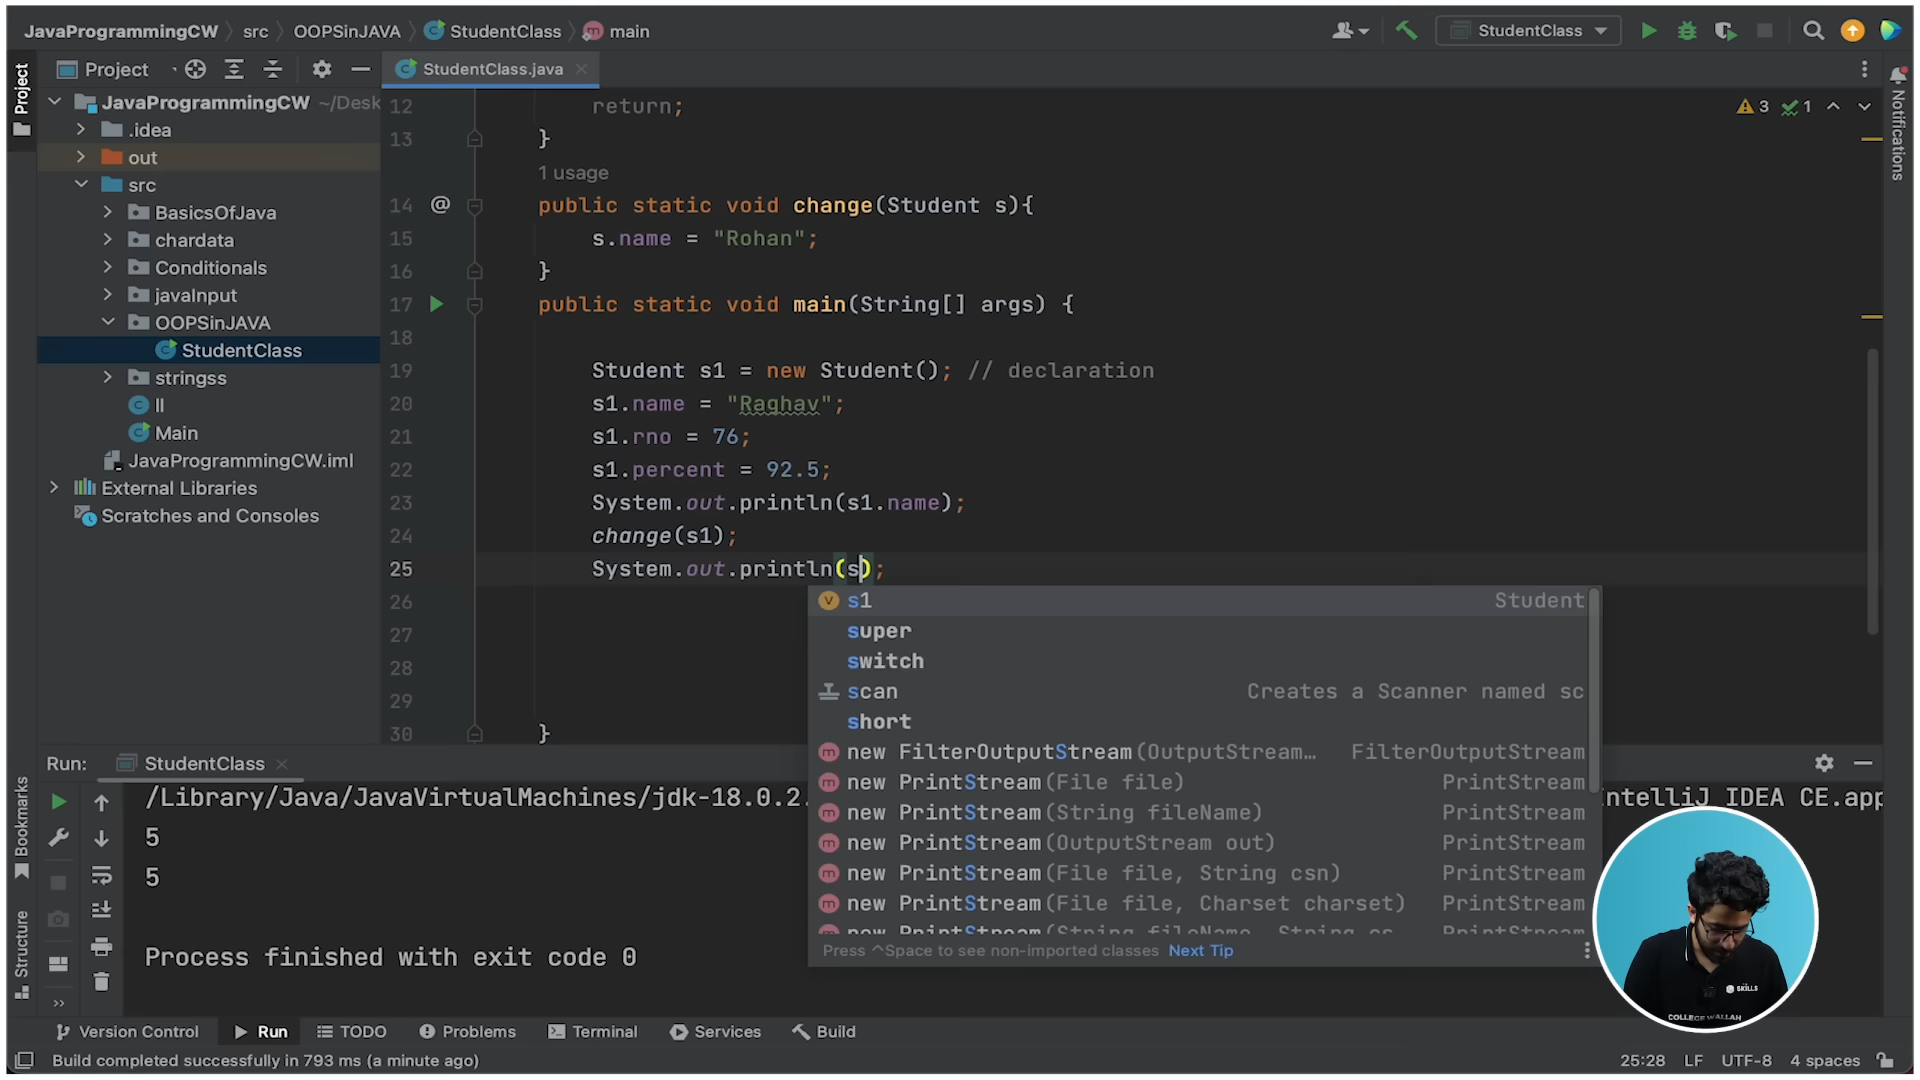 JavaProgrammingCW
src
OOPSinJAVA
StudentClass
main
StudentClass
Project
StudentClass.java
Project
Notifications
JavaProgrammingCW ~/Desk
.idea
out
src
BasicsOfJava
chardata
Conditionals
javaInput
OOPSinJAVA
StudentClass
stringss
Main
JavaProgrammingCW.iml
External Libraries
Scratches and Consoles
3 1
12 return;
13 }
1 usage
14 @ public static void change(Student s){
15 s.name = "Rohan";
16 }
17 public static void main(String[] args) {
18
19 Student s1 = new Student(); // declaration
20 s1.name = "Raghav";
21 s1.rno = 76;
22 s1.percent = 92.5;
23 System.out.println(s1.name);
24 change(s1);
25 System.out.println(s);
26
27
28
29
30 }
s1 Student
super
switch
scan Creates a Scanner named sc
short
new FilterOutputStream(OutputStream… FilterOutputStream
new PrintStream(File file) PrintStream
new PrintStream(String fileName) PrintStream
new PrintStream(OutputStream out) PrintStream
new PrintStream(File file, String csn) PrintStream
new PrintStream(File file, Charset charset) PrintStream
new PrintStream(String fileName, String cs
Press ^Space to see non-imported classes Next Tip
Run: StudentClass
/Library/Java/JavaVirtualMachines/jdk-18.0.2. IntelliJ IDEA CE.app
5
5
Process finished with exit code 0
Bookmarks
Structure
SKILLS
COLLEGE WALLAH
Version Control
Run
TODO
Problems
Terminal
Services
Build
Build completed successfully in 793 ms (a minute ago)
25:28 LF UTF-8 4 spaces